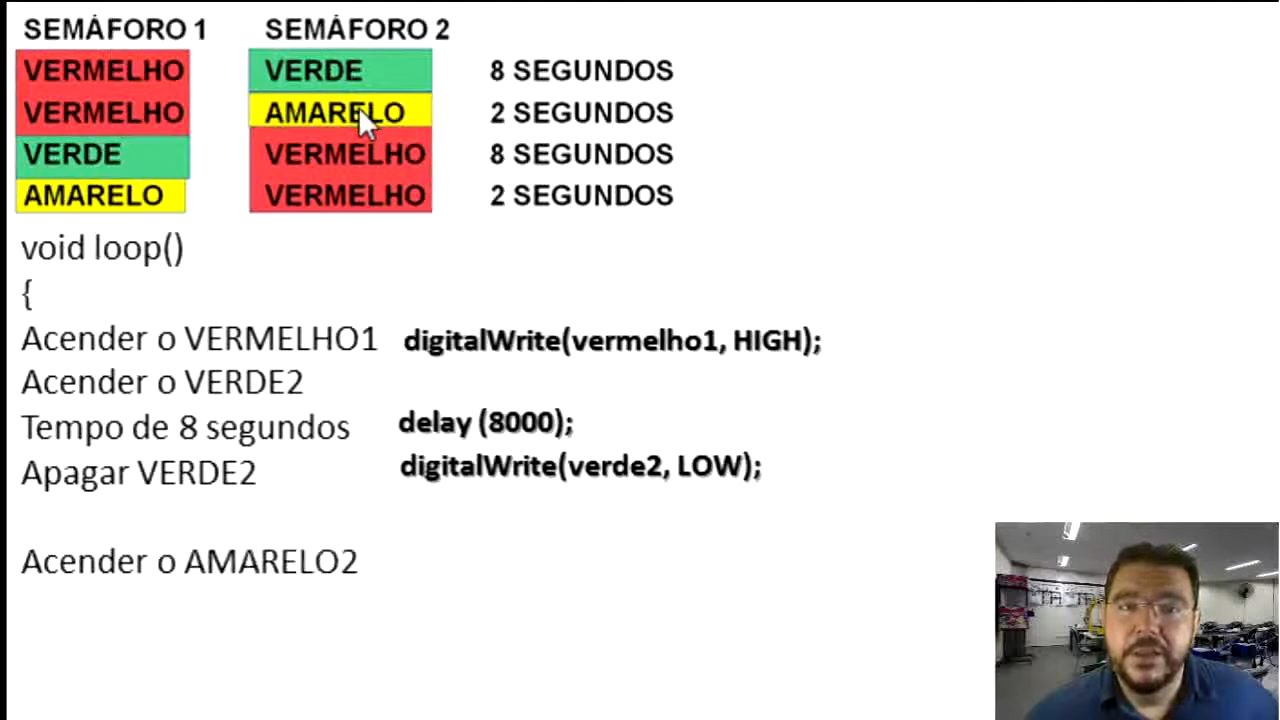 SEMÁFORO 1 SEMÁFORO 2
VERMELHO VERDE 8 SEGUNDOS
VERMELHO AMARELO 2 SEGUNDOS
VERDE VERMELHO 8 SEGUNDOS
AMARELO VERMELHO 2 SEGUNDOS
void loop()
{
Acender o VERMELHO1 digitalWrite(vermelho1, HIGH);
Acender o VERDE2
Tempo de 8 segundos delay (8000);
Apagar VERDE2 digitalWrite(verde2, LOW);
Acender o AMARELO2